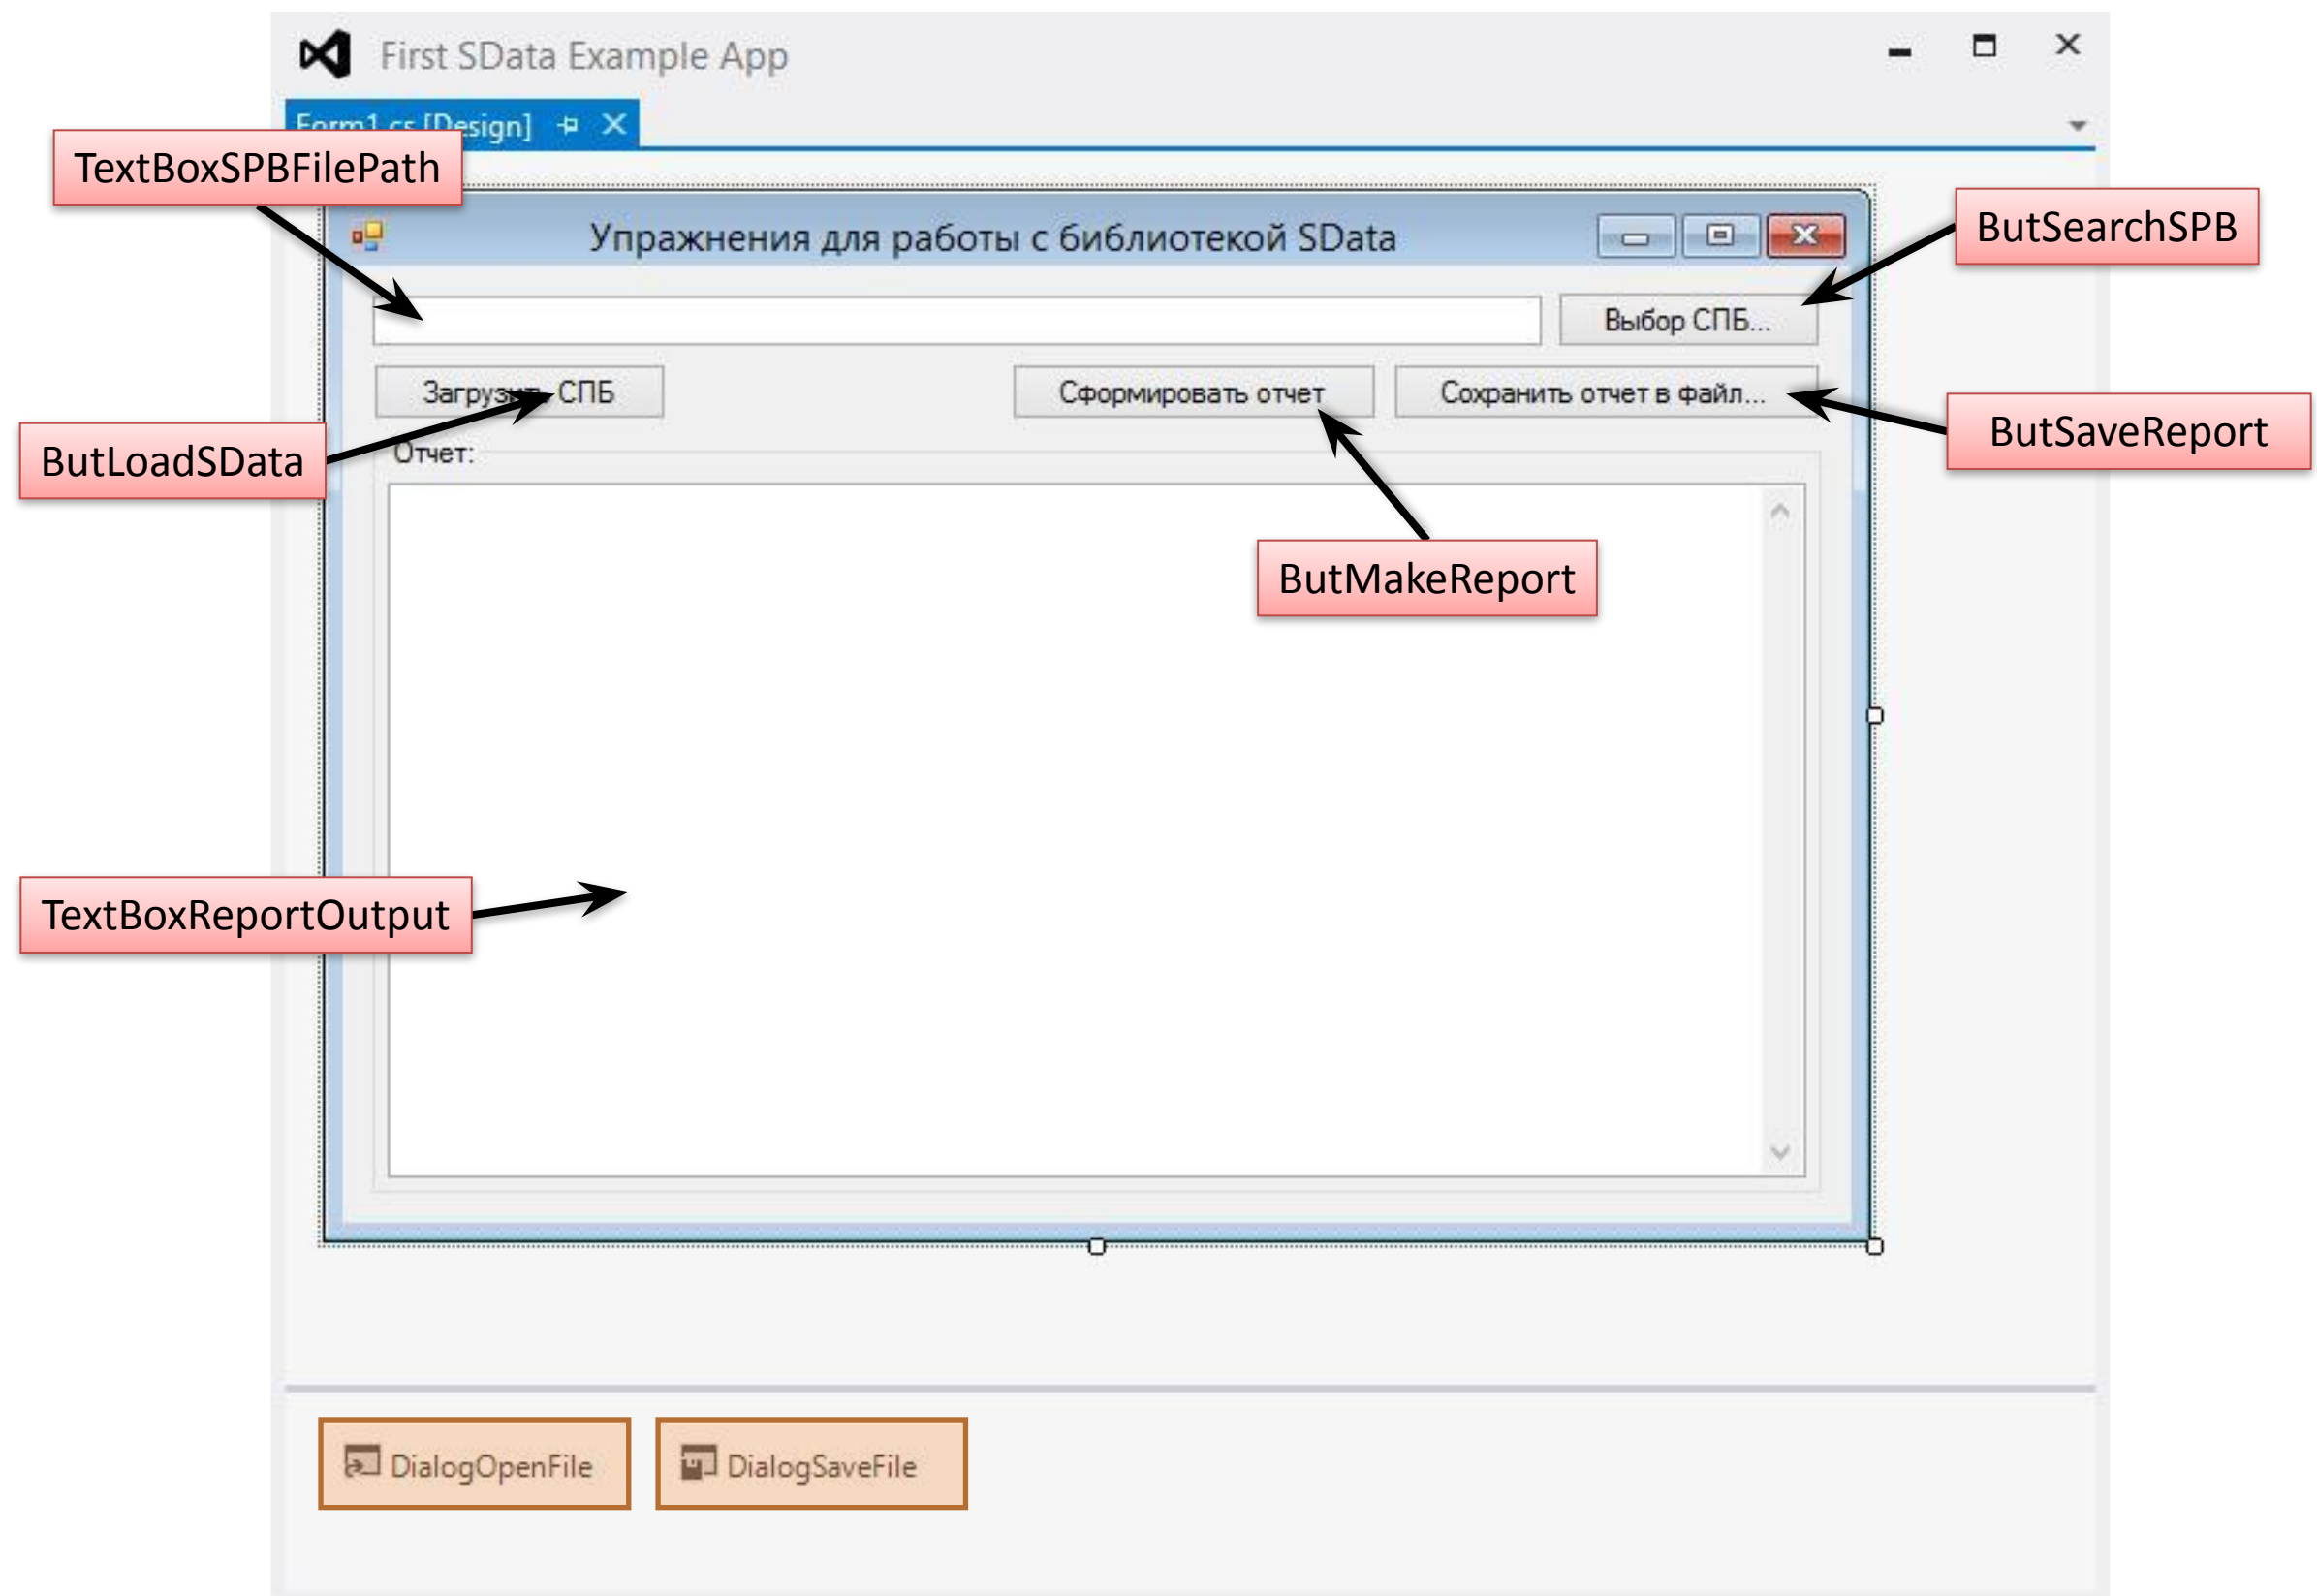 First SData Example App
Form1.cs [Design]
TextBoxSPBFilePath
Упражнения для работы с библиотекой SData
ButSearchSPB
Выбор СПБ...
Загрузить СПБ
Сформировать отчет
Сохранить отчет в файл...
ButLoadSData
ButSaveReport
Отчет:
ButMakeReport
TextBoxReportOutput
DialogOpenFile
DialogSaveFile